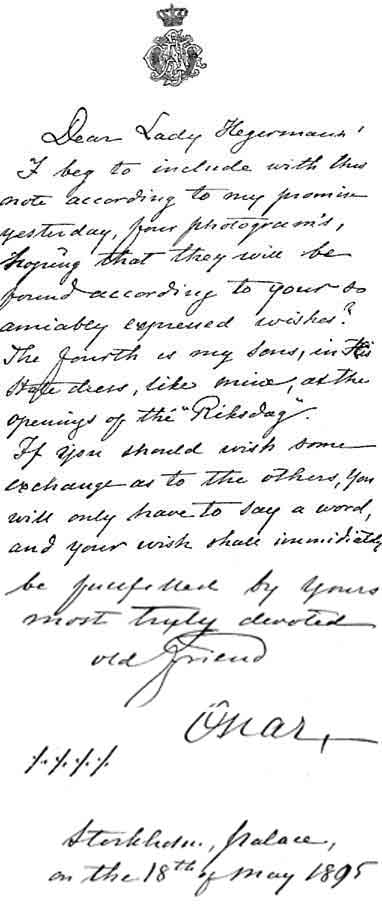 Dear Lady Hegermann!
I beg to include with this
note according to my promise
yesterday, four photogram's,
hoping that they will be
found according to your so
amiably expressed wishes.
The fourth is my sons, in His
State dress, like mine, at the
openings of the "Riksdag".
If you should wish some
exchange as to the others, you
will only have to say a word,
and your wish shall immediately
be fulfilled by yours
most truly devoted
old friend
Oscar,
Stockholm, palace,
on the 18th of May 1895